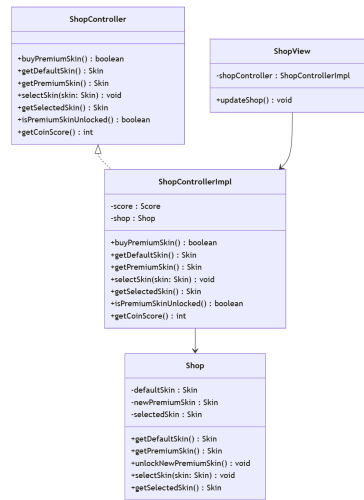 ShopController
+buyPremiumSkin() : boolean
+getDefaultSkin() : Skin
+getPremiumSkin() : Skin
+selectSkin(skin: Skin) : void
+getSelectedSkin() : Skin
+isPremiumSkinUnlocked() : boolean
+getCoinScore() : int
ShopView
-shopController : ShopControllerImpl
+updateShop() : void
ShopControllerImpl
-score : Score
-shop : Shop
+buyPremiumSkin() : boolean
+getDefaultSkin() : Skin
+getPremiumSkin() : Skin
+selectSkin(skin: Skin) : void
+getSelectedSkin() : Skin
+isPremiumSkinUnlocked() : boolean
+getCoinScore() : int
Shop
-defaultSkin : Skin
-newPremiumSkin : Skin
-selectedSkin : Skin
+getDefaultSkin() : Skin
+getPremiumSkin() : Skin
+unlockNewPremiumSkin() : void
+selectSkin(skin: Skin) : void
+getSelectedSkin() : Skin